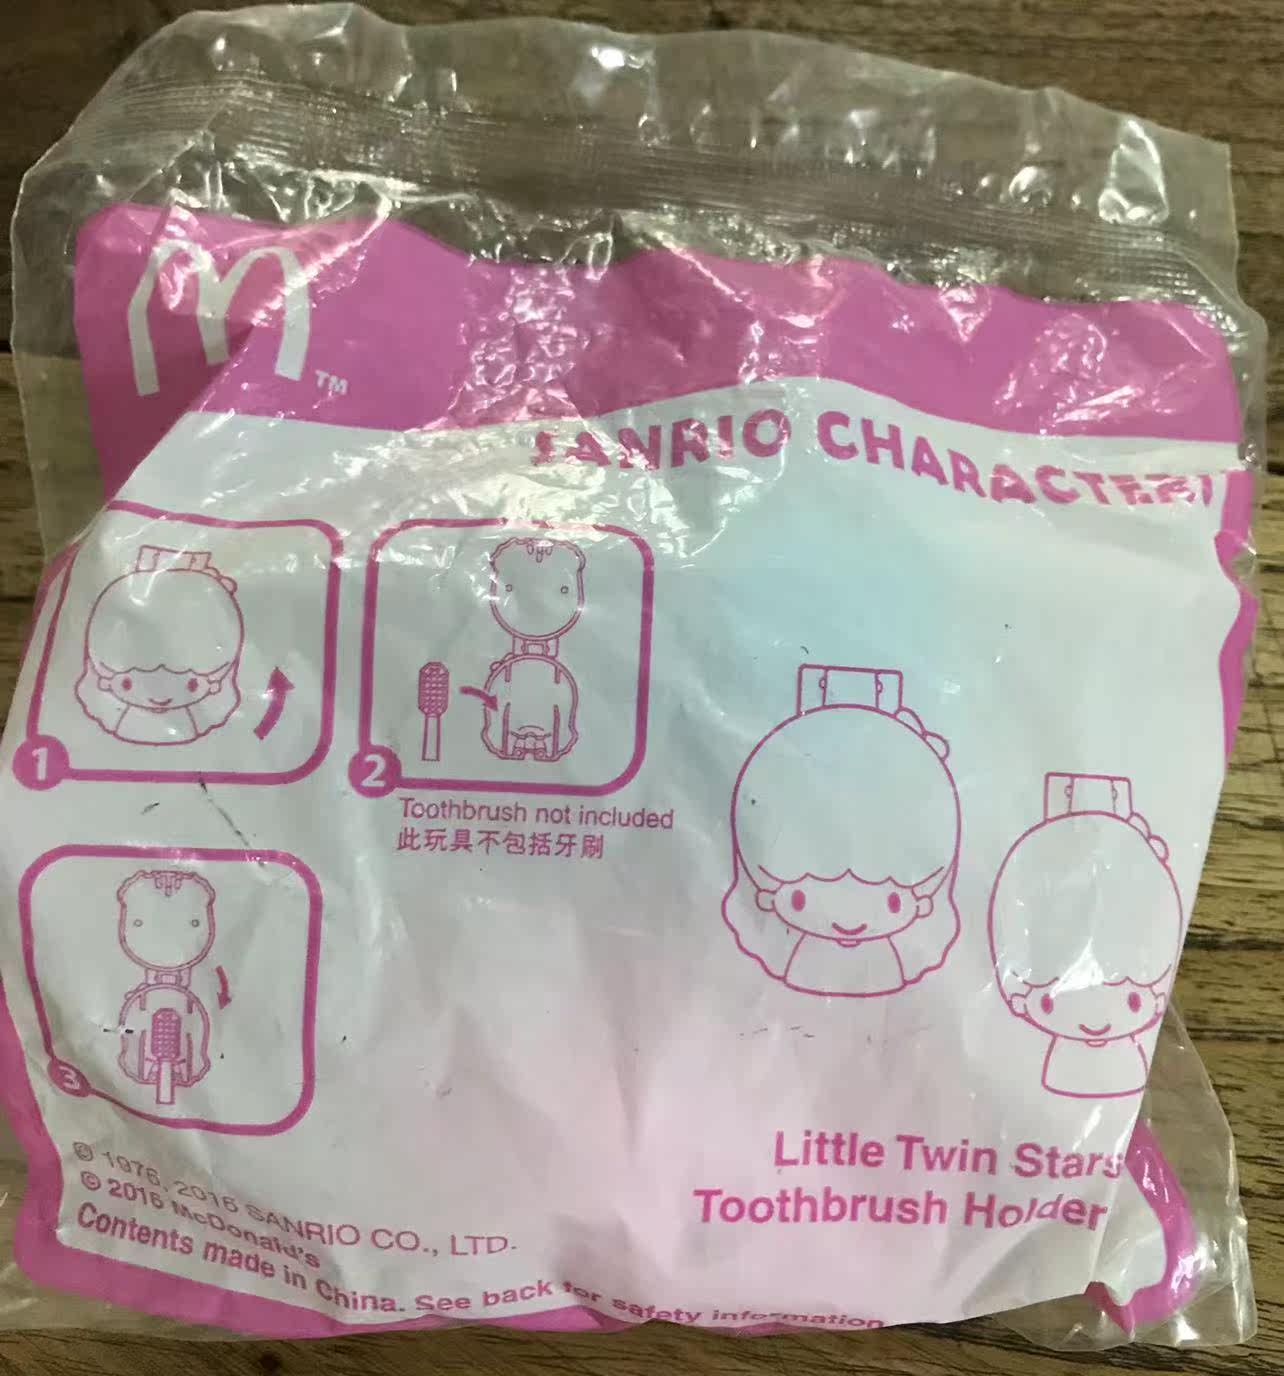 TM
SANRIO CHARACTERS
1
2
Toothbrush not included
此玩具不包括牙刷
3
Little Twin Stars
Toothbrush Holder
© 1976, 2016 SANRIO CO., LTD.
© 2016 McDonald's
Contents made in China. See back for safety information